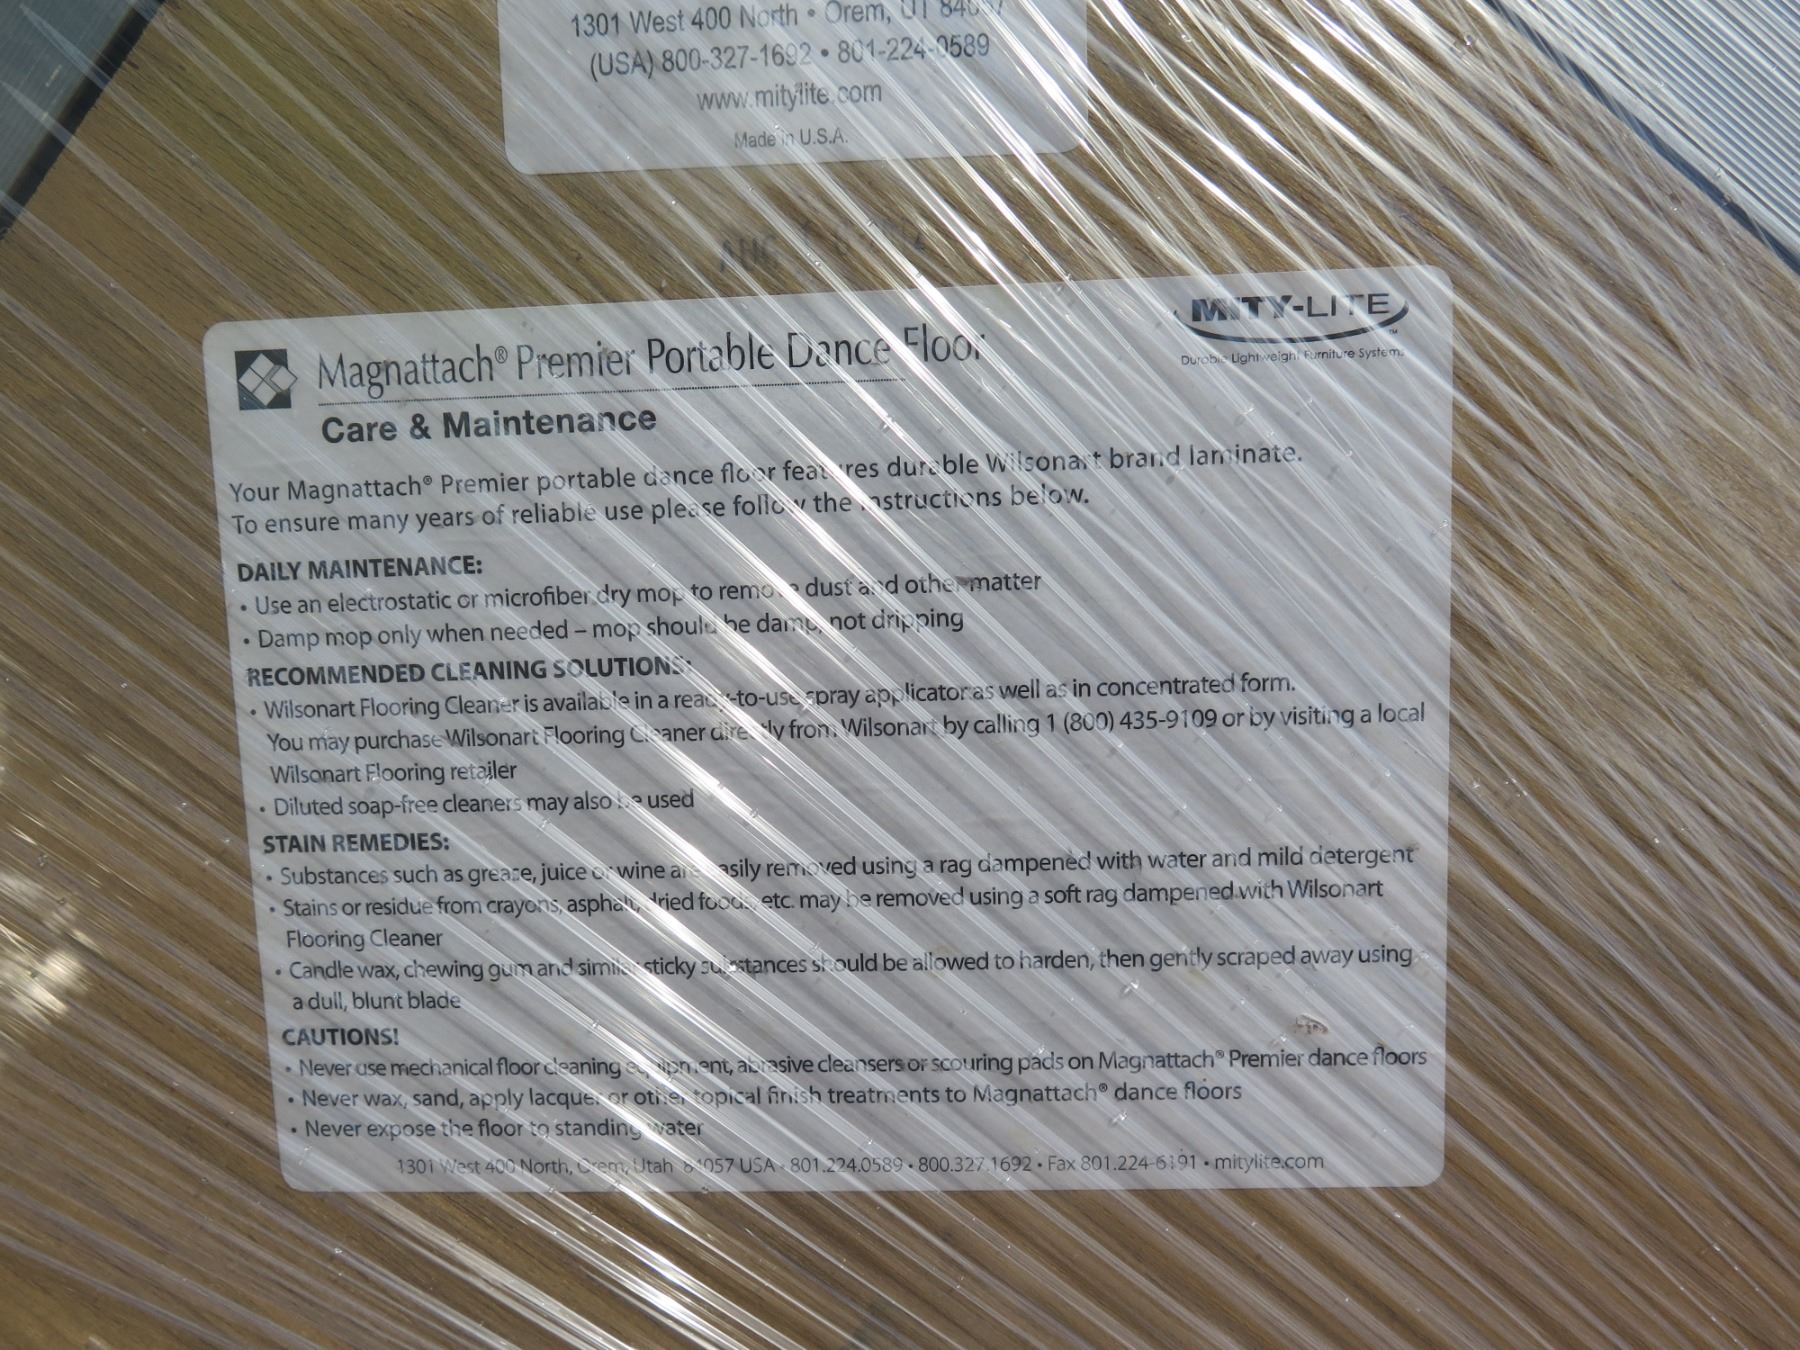 1301 West 400 North • Orem, UT 84057
(USA) 800-327-1692 • 801-224-0589
www.mitylite.com
Made in U.S.A.
AUG
MITY-LITE™
Durable Lightweight Furniture Systems
Magnattach® Premier Portable Dance Floor
Care & Maintenance
Your Magnattach® Premier portable dance floor features durable Wilsonart brand laminate.
To ensure many years of reliable use please follow the instructions below.
DAILY MAINTENANCE:
• Use an electrostatic or microfiber dry mop to remove dust and other matter
• Damp mop only when needed – mop should be damp, not dripping
RECOMMENDED CLEANING SOLUTIONS:
• Wilsonart Flooring Cleaner is available in a ready-to-use spray applicator as well as in concentrated form.
You may purchase Wilsonart Flooring Cleaner directly from Wilsonart by calling 1 (800) 435-9109 or by visiting a local
Wilsonart Flooring retailer
• Diluted soap-free cleaners may also be used
STAIN REMEDIES:
• Substances such as grease, juice or wine are easily removed using a rag dampened with water and mild detergent
• Stains or residue from crayons, asphalt, dried foods, etc. may be removed using a soft rag dampened with Wilsonart
Flooring Cleaner
• Candle wax, chewing gum and similar sticky substances should be allowed to harden, then gently scraped away using
a dull, blunt blade
CAUTIONS!
• Never use mechanical floor cleaning equipment, abrasive cleansers or scouring pads on Magnattach® Premier dance floors
• Never wax, sand, apply lacquer or other topical finish treatments to Magnattach® dance floors
• Never expose the floor to standing water
1301 West 400 North, Orem, Utah 84057 USA • 801.224.0589 • 800.327.1692 • Fax 801.224-6191 • mitylite.com